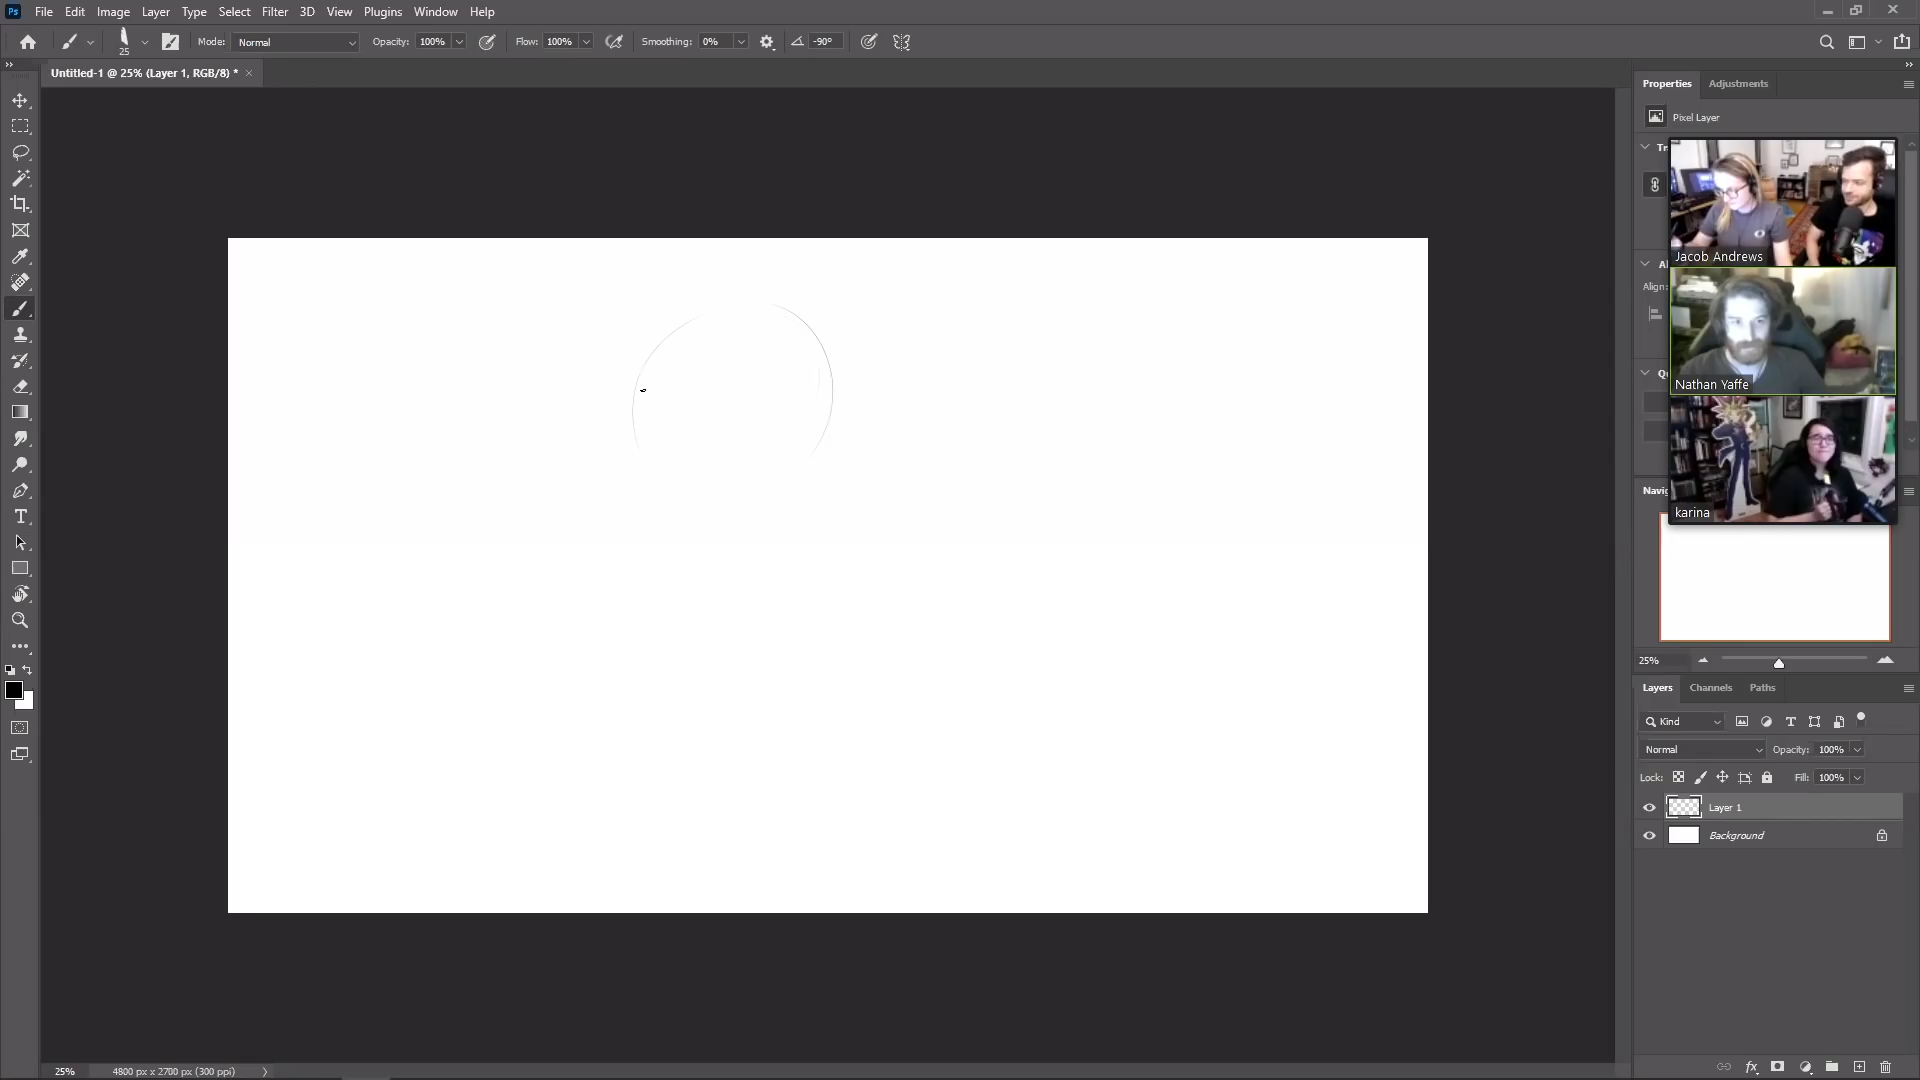 Ps File Edit Image Layer Type Select Filter 3D View Plugins Window Help
25 Mode: Normal Opacity: 100% Flow: 100% Smoothing: 0% -90°
Untitled-1 @ 25% (Layer 1, RGB/8) * ×
Properties Adjustments
Pixel Layer
Jacob Andrews
Align:
Nathan Yaffe
karina
25%
Layers Channels Paths
Kind
Normal Opacity: 100%
Lock: Fill: 100%
Layer 1
Background
25% 4800 px x 2700 px (300 ppi)